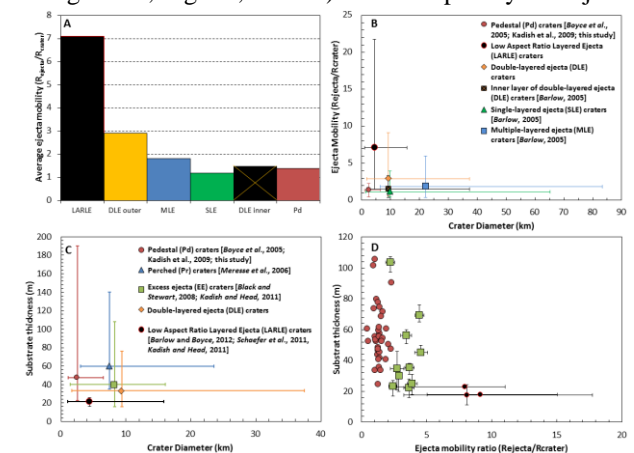 A
Average ejecta mobility (Rejecta/Rcrater)
8
7
6
5
4
3
2
1
0
LARLE
DLE outer
MLE
SLE
DLE inner
Pd
B
Ejecta Mobility (Rejecta/Rcrater)
25
20
15
10
5
0
0 10 20 30 40 50 60 70 80 90
Crater Diameter (km)
Pedestal (Pd) craters [Boyce et al.,
2005; Kadish et al., 2009; this study]
Low Aspect Ratio Layered Ejecta
(LARLE) craters
Double-layered ejecta (DLE)
craters
Inner layer of double-layered ejecta
(DLE) craters [Barlow, 2005]
Single-layered ejecta (SLE) craters
[Barlow, 2005]
Multiple-layered ejecta (MLE)
craters [Barlow, 2005]
C
Substrate thickness (m)
200
180
160
140
120
100
80
60
40
20
0
0 10 20 30 40
Crater Diameter (km)
Pedestal (Pd) craters [Boyce et al., 2005;
Kadish et al., 2009; this study]
Perched (Pr) craters [Meresse et al., 2006]
Excess ejecta (EE) craters [Black and
Stewart, 2008; Kadish and Head, 2011]
Double-layered ejecta (DLE) craters
Low Aspect Ratio Layered Ejecta (LARLE) craters
[Barlow and Boyce, 2012; Schaefer et al., 2011,
Kadish and Head, 2011]
D
Substrate thickness (m)
120
100
80
60
40
20
0
0 5 10 15 20
Ejecta mobility ratio (Rejecta/Rcrater)